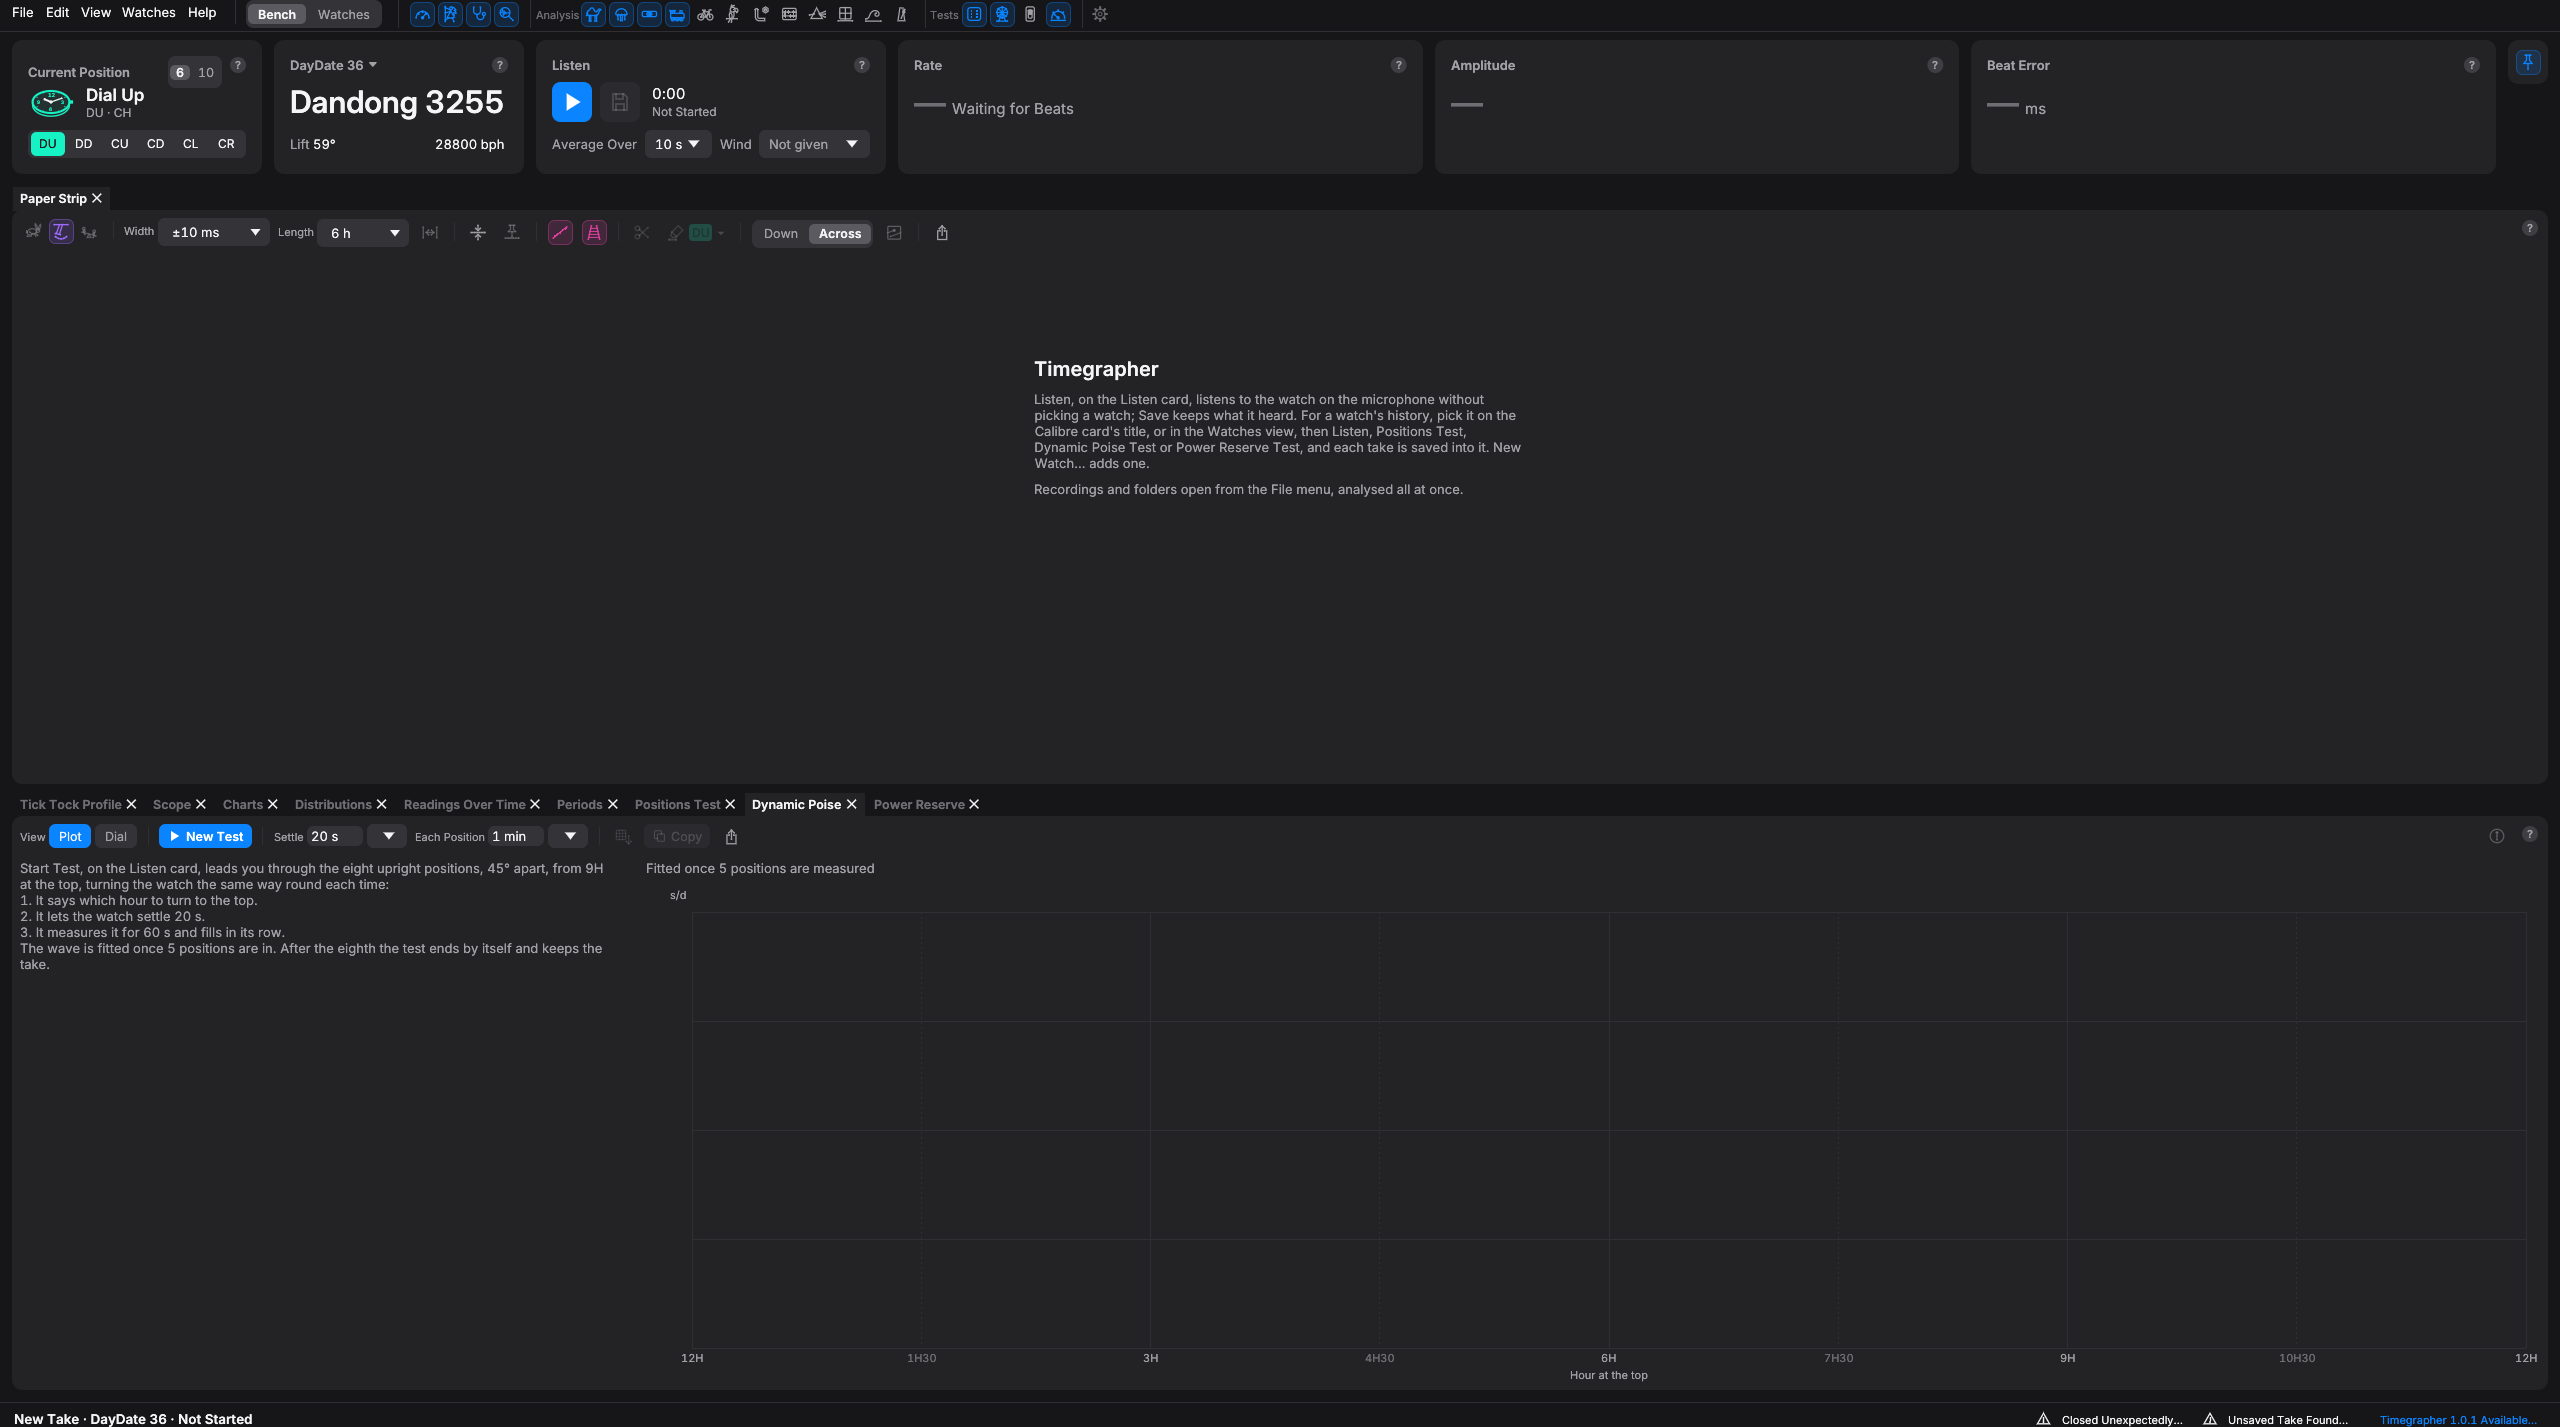 File Edit View Watches Help Bench Watches Analysis Tests
Current Position 6 10 ?
Dial Up
DU · CH
DU DD CU CD CL CR
DayDate 36 ?
Dandong 3255
Lift 59° 28800 bph
Listen ?
0:00
Not Started
Average Over 10 s Wind Not given
Rate ?
Waiting for Beats
Amplitude ?
Beat Error ?
ms
Paper Strip
Width ±10 ms Length 6 h DU Down Across ?
Timegrapher
Listen, on the Listen card, listens to the watch on the microphone without
picking a watch; Save keeps what it heard. For a watch's history, pick it on the
Calibre card's title, or in the Watches view, then Listen, Positions Test,
Dynamic Poise Test or Power Reserve Test, and each take is saved into it. New
Watch... adds one.
Recordings and folders open from the File menu, analysed all at once.
Tick Tock Profile Scope Charts Distributions Readings Over Time Periods Positions Test Dynamic Poise Power Reserve
View Plot Dial New Test Settle 20 s Each Position 1 min Copy ?
Start Test, on the Listen card, leads you through the eight upright positions, 45° apart, from 9H
at the top, turning the watch the same way round each time:
1. It says which hour to turn to the top.
2. It lets the watch settle 20 s.
3. It measures it for 60 s and fills in its row.
The wave is fitted once 5 positions are in. After the eighth the test ends by itself and keeps the
take.
Fitted once 5 positions are measured
s/d
12H 1H30 3H 4H30 6H 7H30 9H 10H30 12H
Hour at the top
New Take · DayDate 36 · Not Started
Closed Unexpectedly... Unsaved Take Found... Timegrapher 1.0.1 Available...